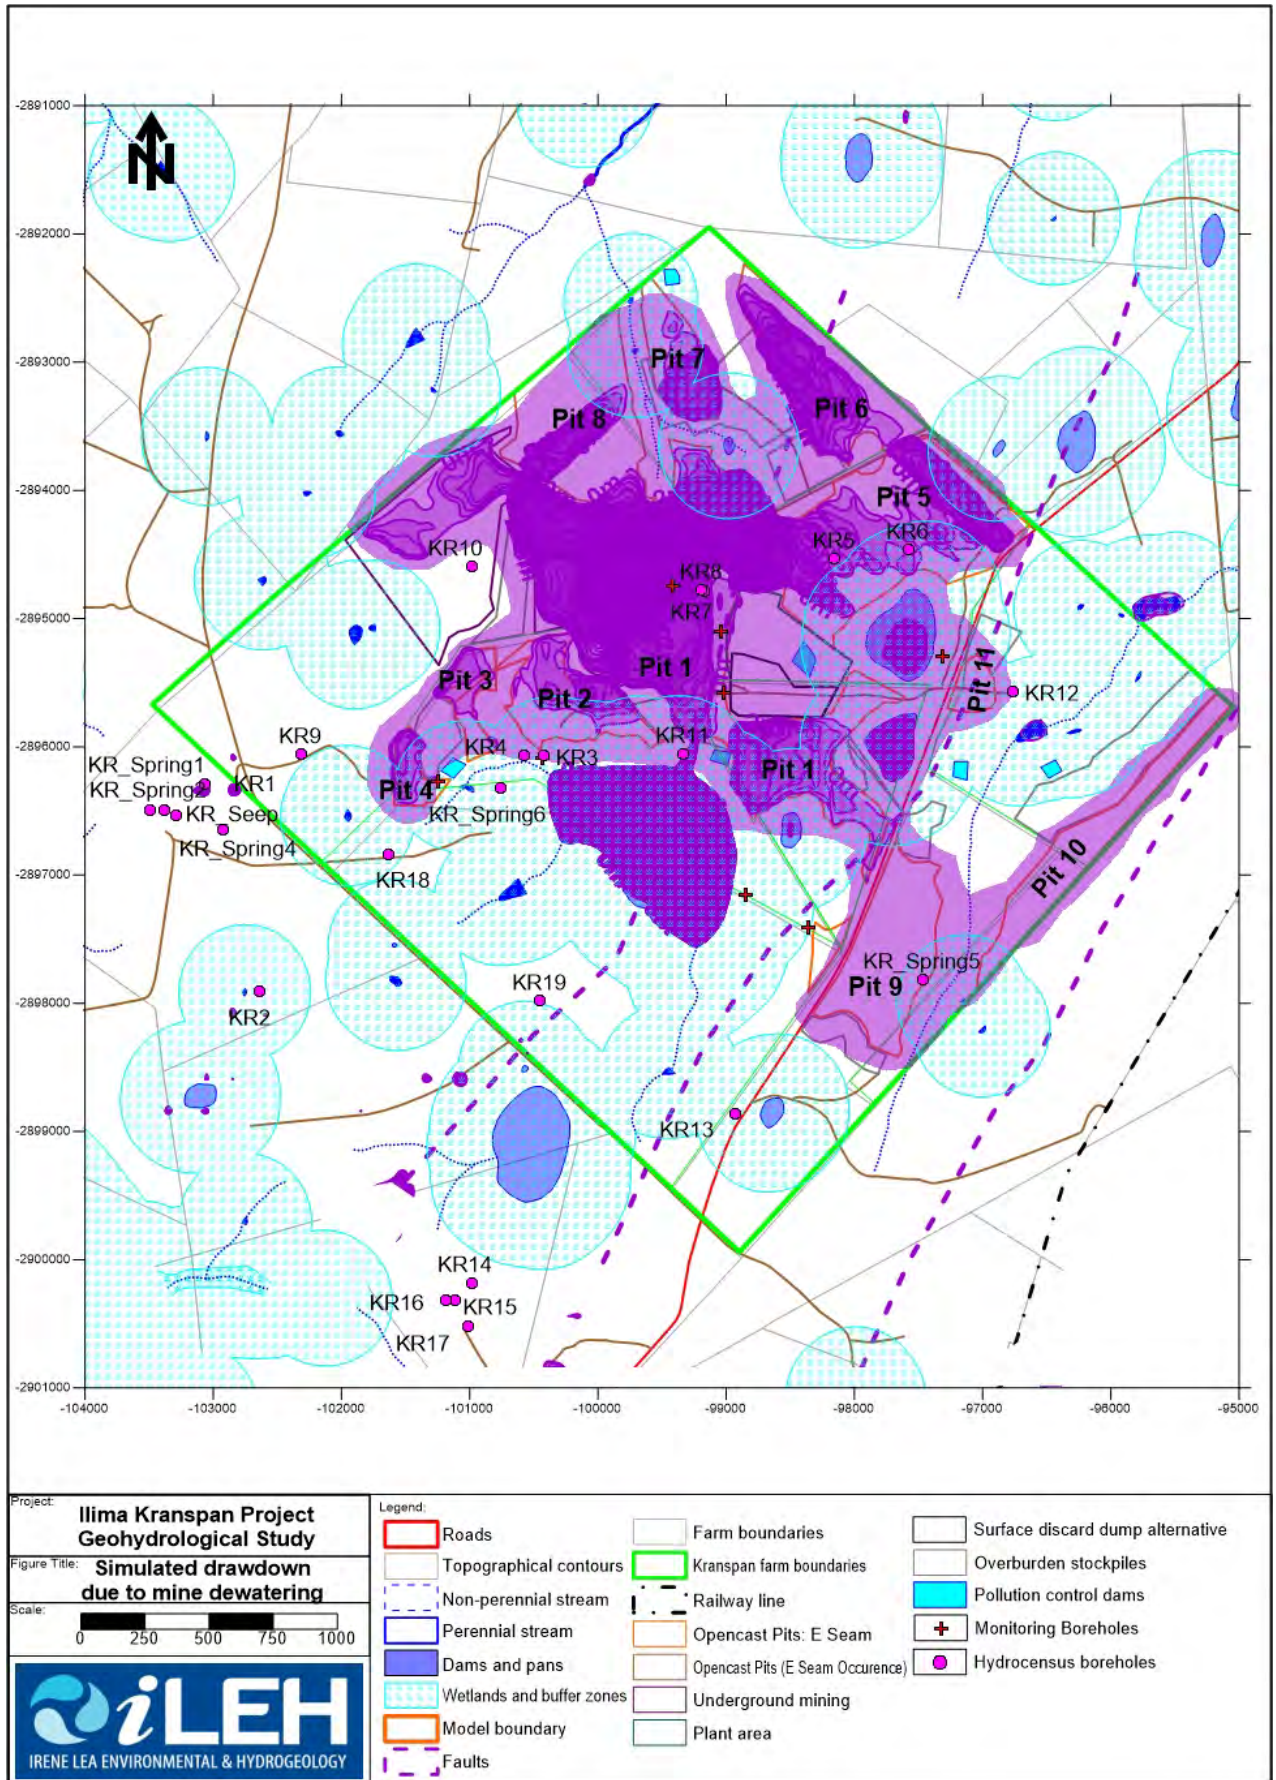 -2891000
N
-2892000
-2893000
Pit 7
Pit 6
Pit 8
-2894000
Pit 5
KR10
KR5
KR6
KR8
KR7
-2895000
Pit 1
Pit 11
Pit 3
Pit 2
KR12
-2896000
KR9
KR4
KR3
KR11
Pit 1
KR_Spring1
KR_Spring2
KR1
Pit 4
KR_Seep
KR_Spring6
KR_Spring4
KR18
-2897000
Pit 10
KR_Spring5
Pit 9
KR19
-2898000
KR2
-2899000
KR13
-2900000
KR14
KR16
KR15
KR17
-2901000
-104000
-103000
-102000
-101000
-100000
-99000
-98000
-97000
-96000
-95000
Project:
Ilima Kranspan Project
Geohydrological Study
Figure Title:
Simulated drawdown
due to mine dewatering
Scale:
0 250 500 750 1000
iLEH
IRENE LEA ENVIRONMENTAL & HYDROGEOLOGY
Legend:
Roads
Topographical contours
Non-perennial stream
Perennial stream
Dams and pans
Wetlands and buffer zones
Model boundary
Faults
Farm boundaries
Kranspan farm boundaries
Railway line
Opencast Pits: E Seam
Opencast Pits (E Seam Occurence)
Underground mining
Plant area
Surface discard dump alternative
Overburden stockpiles
Pollution control dams
Monitoring Boreholes
Hydrocensus boreholes